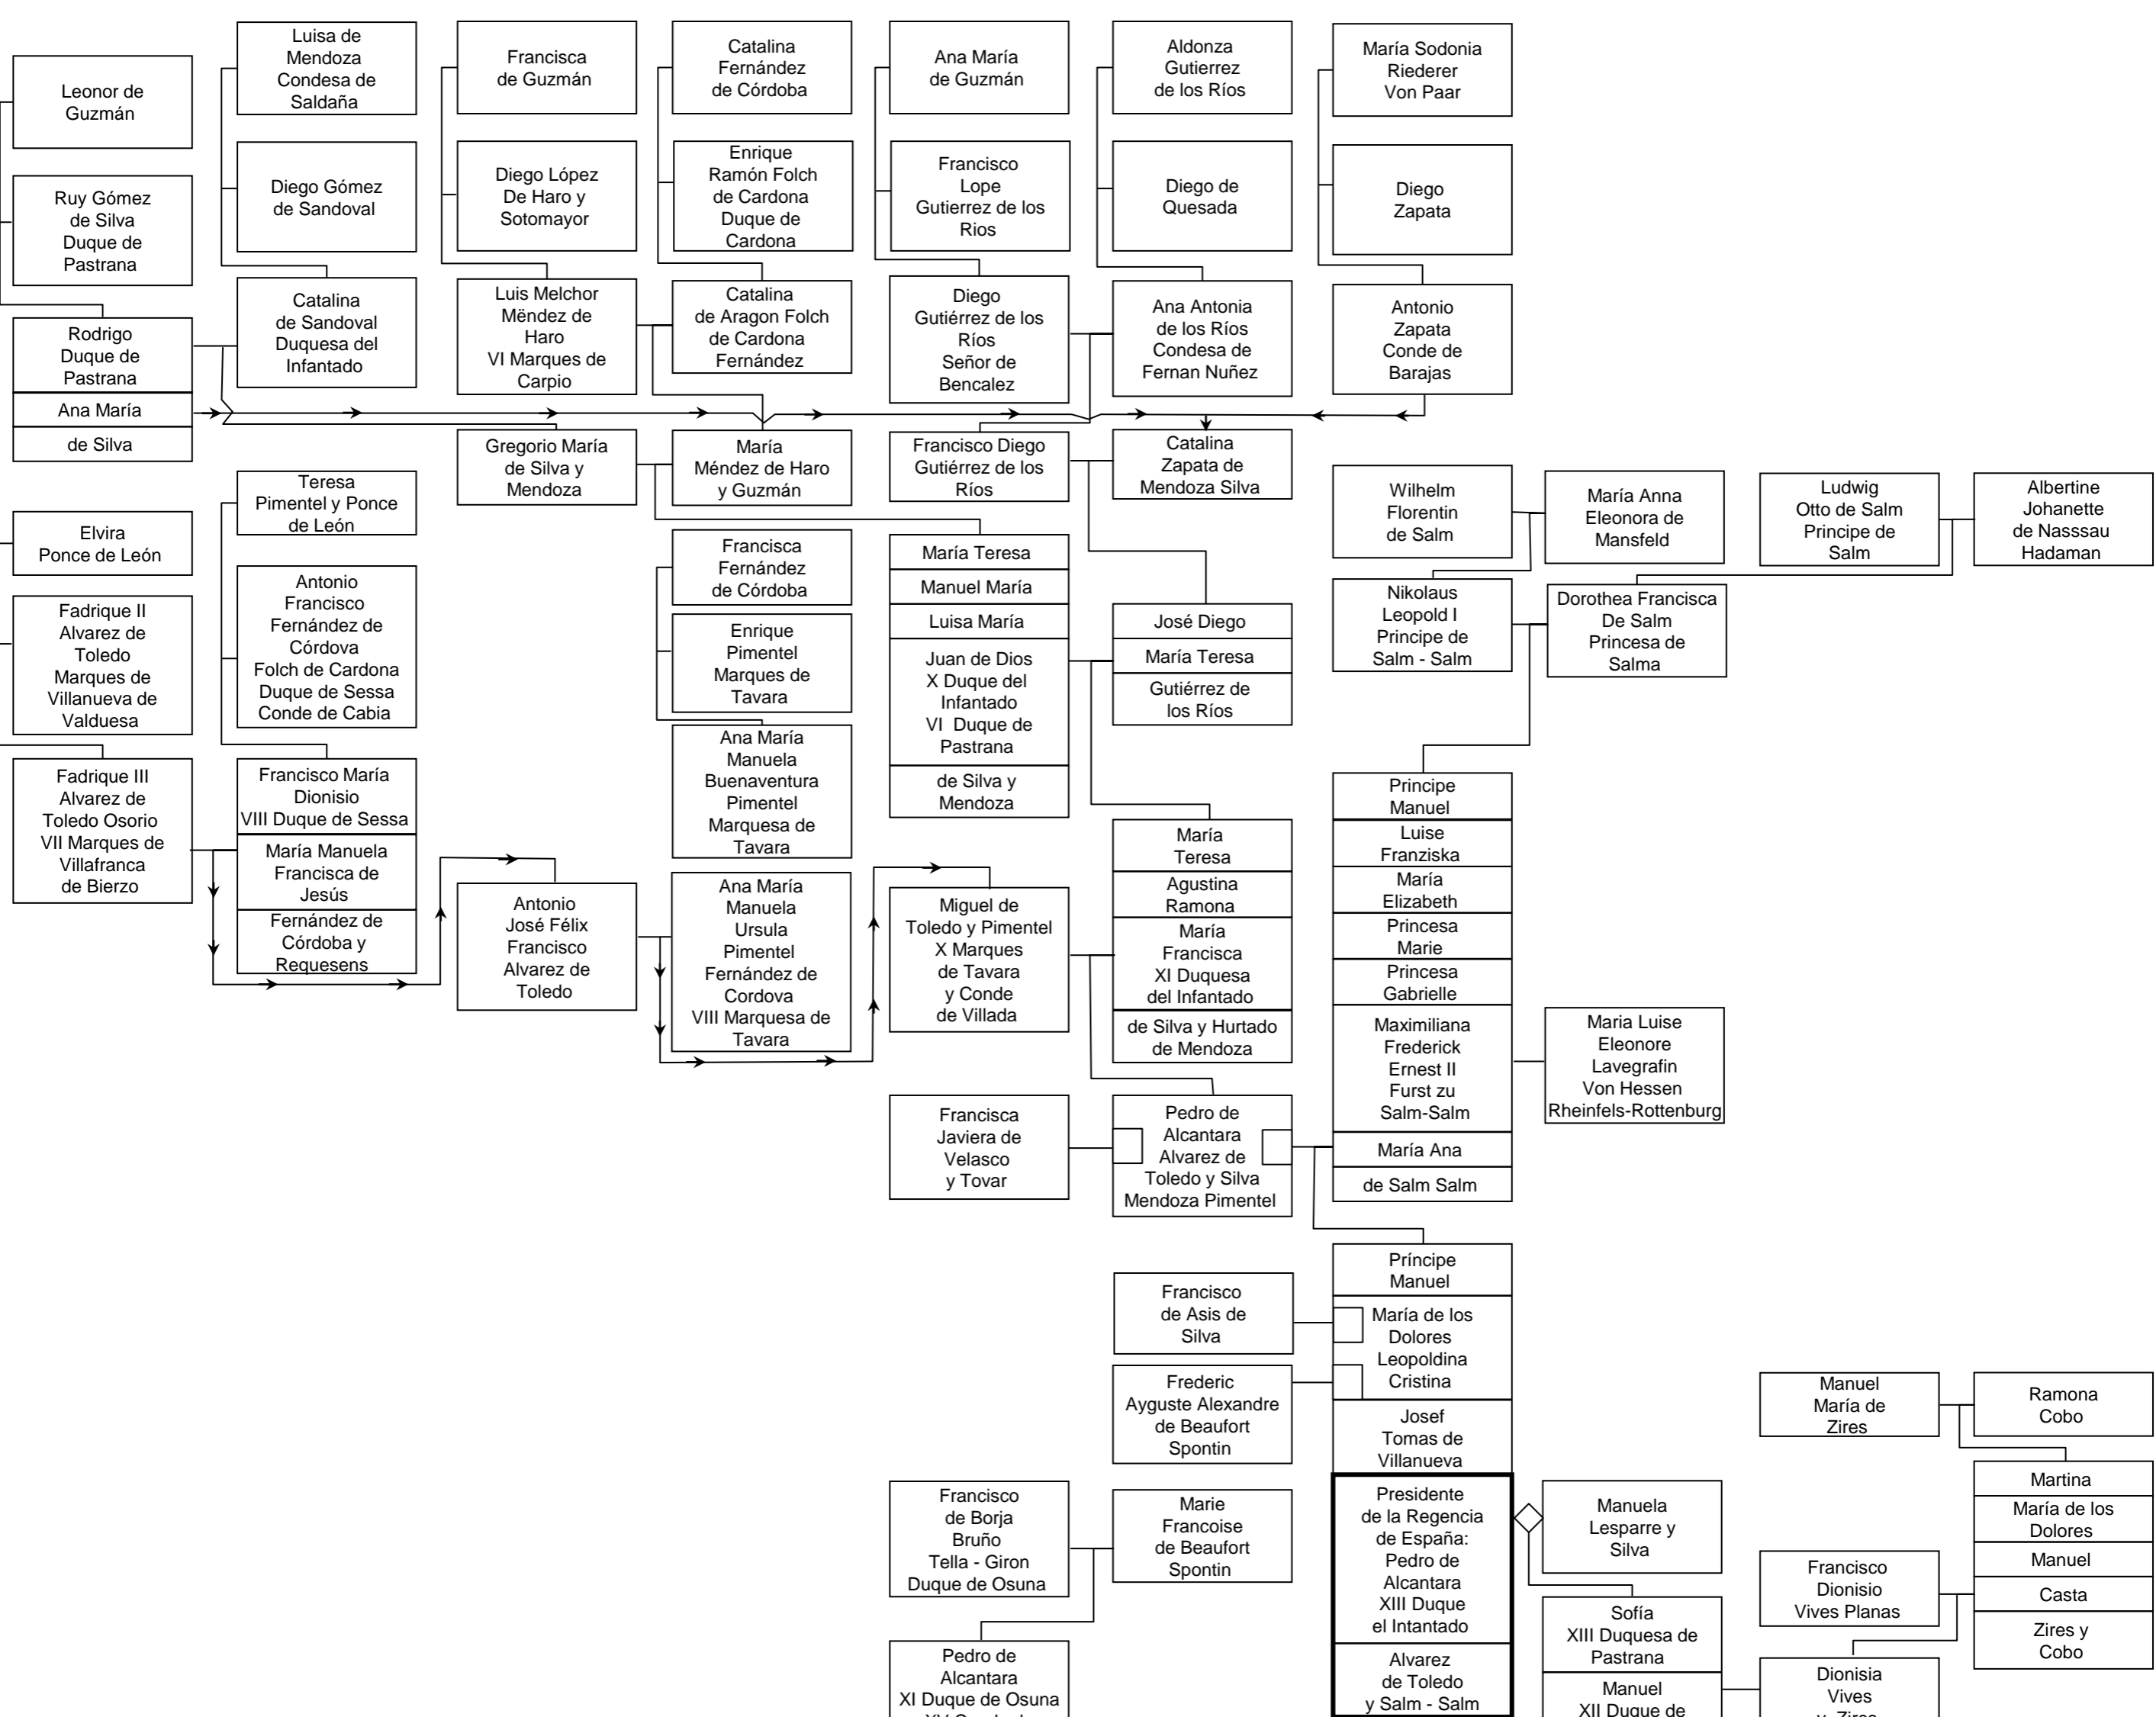 Leonor de
Guzmán
Luisa de
Mendoza
Condesa de
Saldaña
Francisca
de Guzmán
Catalina
Fernández
de Córdoba
Ana María
de Guzmán
Aldonza
Gutierrez
de los Ríos
María Sodonia
Riederer
Von Paar
Ruy Gómez
de Silva
Duque de
Pastrana
Diego Gómez
de Sandoval
Diego López
De Haro y
Sotomayor
Enrique
Ramón Folch
de Cardona
Duque de
Cardona
Francisco
Lope
Gutierrez de los
Rios
Diego de
Quesada
Diego
Zapata
Rodrigo
Duque de
Pastrana
Ana María
de Silva
Catalina
de Sandoval
Duquesa del
Infantado
Luis Melchor
Mëndez de
Haro
VI Marques de
Carpio
Catalina
de Aragon Folch
de Cardona
Fernández
Diego
Gutiérrez de los
Ríos
Señor de
Bencalez
Ana Antonia
de los Ríos
Condesa de
Fernan Nuñez
Antonio
Zapata
Conde de
Barajas
Gregorio María
de Silva y
Mendoza
María
Méndez de Haro
y Guzmán
Francisco Diego
Gutiérrez de los
Ríos
Catalina
Zapata de
Mendoza Silva
Elvira
Ponce de León
Teresa
Pimentel y Ponce
de León
Wilhelm
Florentin
de Salm
María Anna
Eleonora de
Mansfeld
Ludwig
Otto de Salm
Principe de
Salm
Albertine
Johanette
de Nasssau
Hadaman
Fadrique II
Alvarez de
Toledo
Marques de
Villanueva de
Valduesa
Antonio
Francisco
Fernández de
Córdova
Folch de Cardona
Duque de Sessa
Conde de Cabia
Francisca
Fernández
de Córdoba
Enrique
Pimentel
Marques de
Tavara
María Teresa
Manuel María
Luisa María
Juan de Dios
X Duque del
Infantado
VI  Duque de
Pastrana
de Silva y
Mendoza
José Diego
María Teresa
Gutiérrez de
los Ríos
Nikolaus
Leopold I
Principe de
Salm - Salm
Dorothea Francisca
De Salm
Princesa de
Salma
Fadrique III
Alvarez de
Toledo Osorio
VII Marques de
Villafranca
de Bierzo
Francisco María
Dionisio
VIII Duque de Sessa
María Manuela
Francisca de
Jesús
Fernández de
Córdoba y
Requesens
Antonio
José Félix
Francisco
Alvarez de
Toledo
Ana María
Manuela
Buenaventura
Pimentel
Marquesa de
Tavara
Ana María
Manuela
Ursula
Pimentel
Fernández de
Cordova
VIII Marquesa de
Tavara
Miguel de
Toledo y Pimentel
X Marques
de Tavara
y Conde
de Villada
María
Teresa
Agustina
Ramona
María
Francisca
XI Duquesa
del Infantado
de Silva y Hurtado
de Mendoza
Principe
Manuel
Luise
Franziska
María
Elizabeth
Princesa
Marie
Princesa
Gabrielle
Maximiliana
Frederick
Ernest II
Furst zu
Salm-Salm
María Ana
de Salm Salm
Maria Luise
Eleonore
Lavegrafin
Von Hessen
Rheinfels-Rottenburg
Francisca
Javiera de
Velasco
y Tovar
Pedro de
Alcantara
Alvarez de
Toledo y Silva
Mendoza Pimentel
Francisco
de Asis de
Silva
Frederic
Ayguste Alexandre
de Beaufort
Spontin
Príncipe
Manuel
María de los
Dolores
Leopoldina
Cristina
Josef
Tomas de
Villanueva
Presidente
de la Regencia
de España:
Pedro de
Alcantara
XIII Duque
el Intantado
Alvarez
de Toledo
y Salm - Salm
Francisco
de Borja
Bruño
Tella - Giron
Duque de Osuna
Marie
Francoise
de Beaufort
Spontin
Pedro de
Alcantara
XI Duque de Osuna
Manuela
Lesparre y
Silva
Sofía
XIII Duquesa de
Pastrana
Manuel
XII Duque de
Manuel
María de
Zires
Ramona
Cobo
Martina
María de los
Dolores
Manuel
Casta
Zires y
Cobo
Francisco
Dionisio
Vives Planas
Dionisia
Vives
y Zires